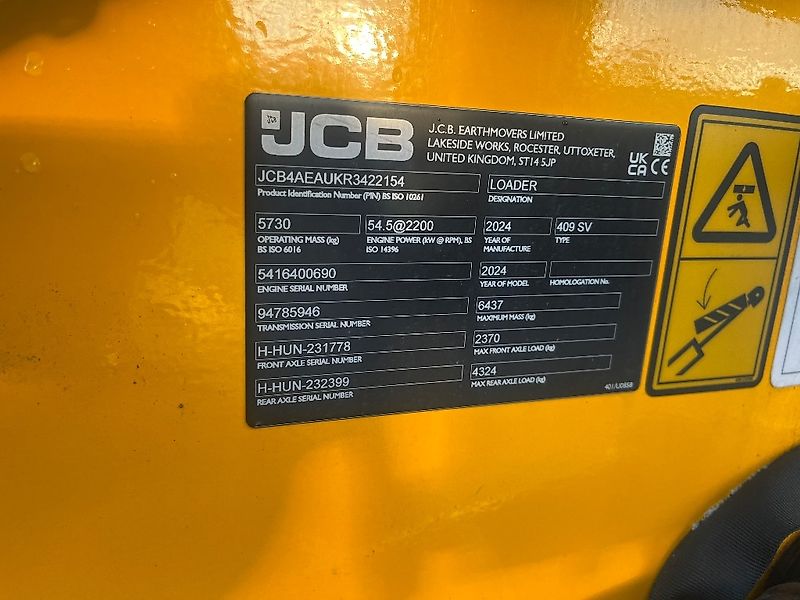 JCB
J.C.B. EARTHMOVERS LIMITED
LAKESIDE WORKS, ROCESTER, UTTOXETER,
UNITED KINGDOM, ST14 5JP
UK
CA CE
JCB4AEAUKR3422154
Product Identification Number (PIN) BS ISO 10261
LOADER
DESIGNATION
5730
OPERATING MASS (kg)
BS ISO 6016
54.5@2200
ENGINE POWER (kW @ RPM), BS
ISO 14396
2024
YEAR OF
MANUFACTURE
409 SV
TYPE
5416400690
ENGINE SERIAL NUMBER
2024
YEAR OF MODEL
HOMOLOGATION No.
94785946
TRANSMISSION SERIAL NUMBER
6437
MAXIMUM MASS (kg)
H-HUN-231778
FRONT AXLE SERIAL NUMBER
2370
MAX FRONT AXLE LOAD (kg)
H-HUN-232399
REAR AXLE SERIAL NUMBER
4324
MAX REAR AXLE LOAD (kg)
401/U0858